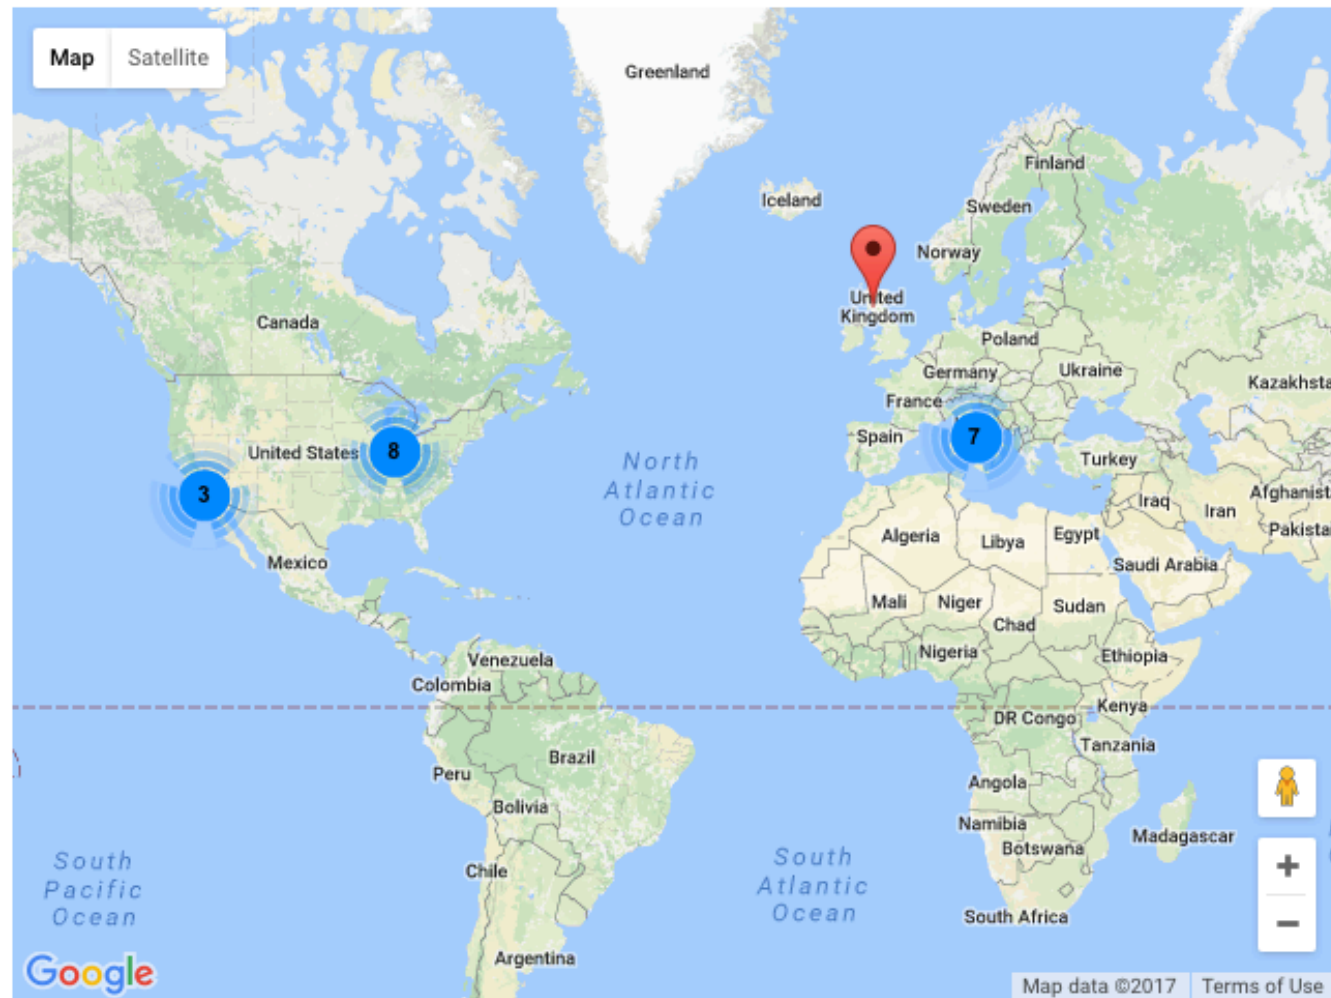 Map Satellite
Greenland
Finland
Iceland
Sweden
Norway
United
Kingdom
Canada
Poland
Germany
Ukraine
Kazakhsta
France
8
7
Spain
United States
Turkey
North
Atlantic
Ocean
3
Iraq
Iran
Afghanist
Pakista
Algeria
Libya
Egypt
Saudi Arabia
Mexico
Mali
Niger
Sudan
Chad
Nigeria
Ethiopia
Venezuela
Colombia
Kenya
DR Congo
Tanzania
Brazil
Peru
Angola
Bolivia
Namibia
Botswana
Madagascar
South
Pacific
Ocean
Chile
South
Atlantic
Ocean
South Africa
Argentina
+
−
Google
Map data ©2017 Terms of Use